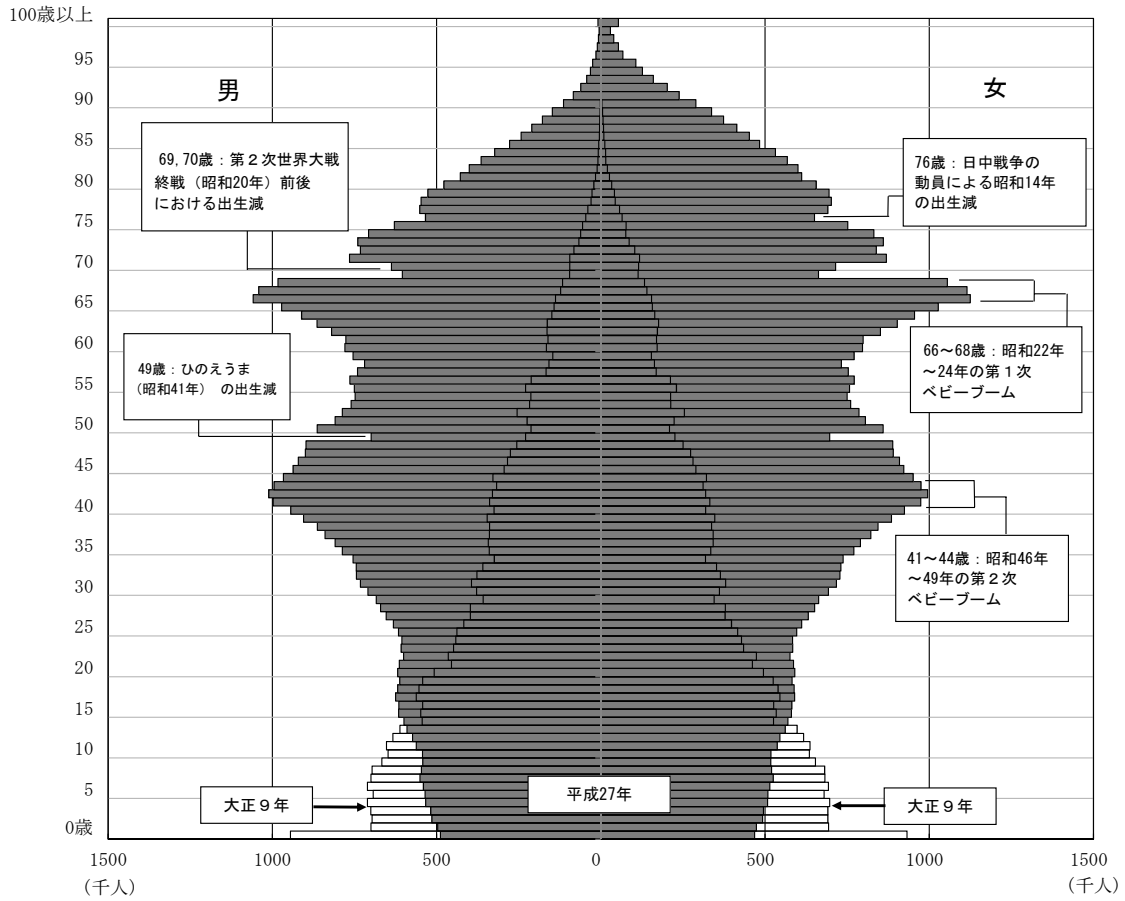 100歳以上
95
90
85
80
75
70
65
60
55
50
45
40
35
30
25
20
15
10
5
0歳
男
女
69,70歳：第２次世界大戦
終戦（昭和20年）前後
における出生減
76歳：日中戦争の
動員による昭和14年
の出生減
49歳：ひのえうま
（昭和41年） の出生減
66～68歳：昭和22年
～24年の第１次
ベビーブーム
41～44歳：昭和46年
～49年の第２次
ベビーブーム
大正９年
平成27年
大正９年
1500 1000 500 0 500 1000 1500
（千人） （千人）